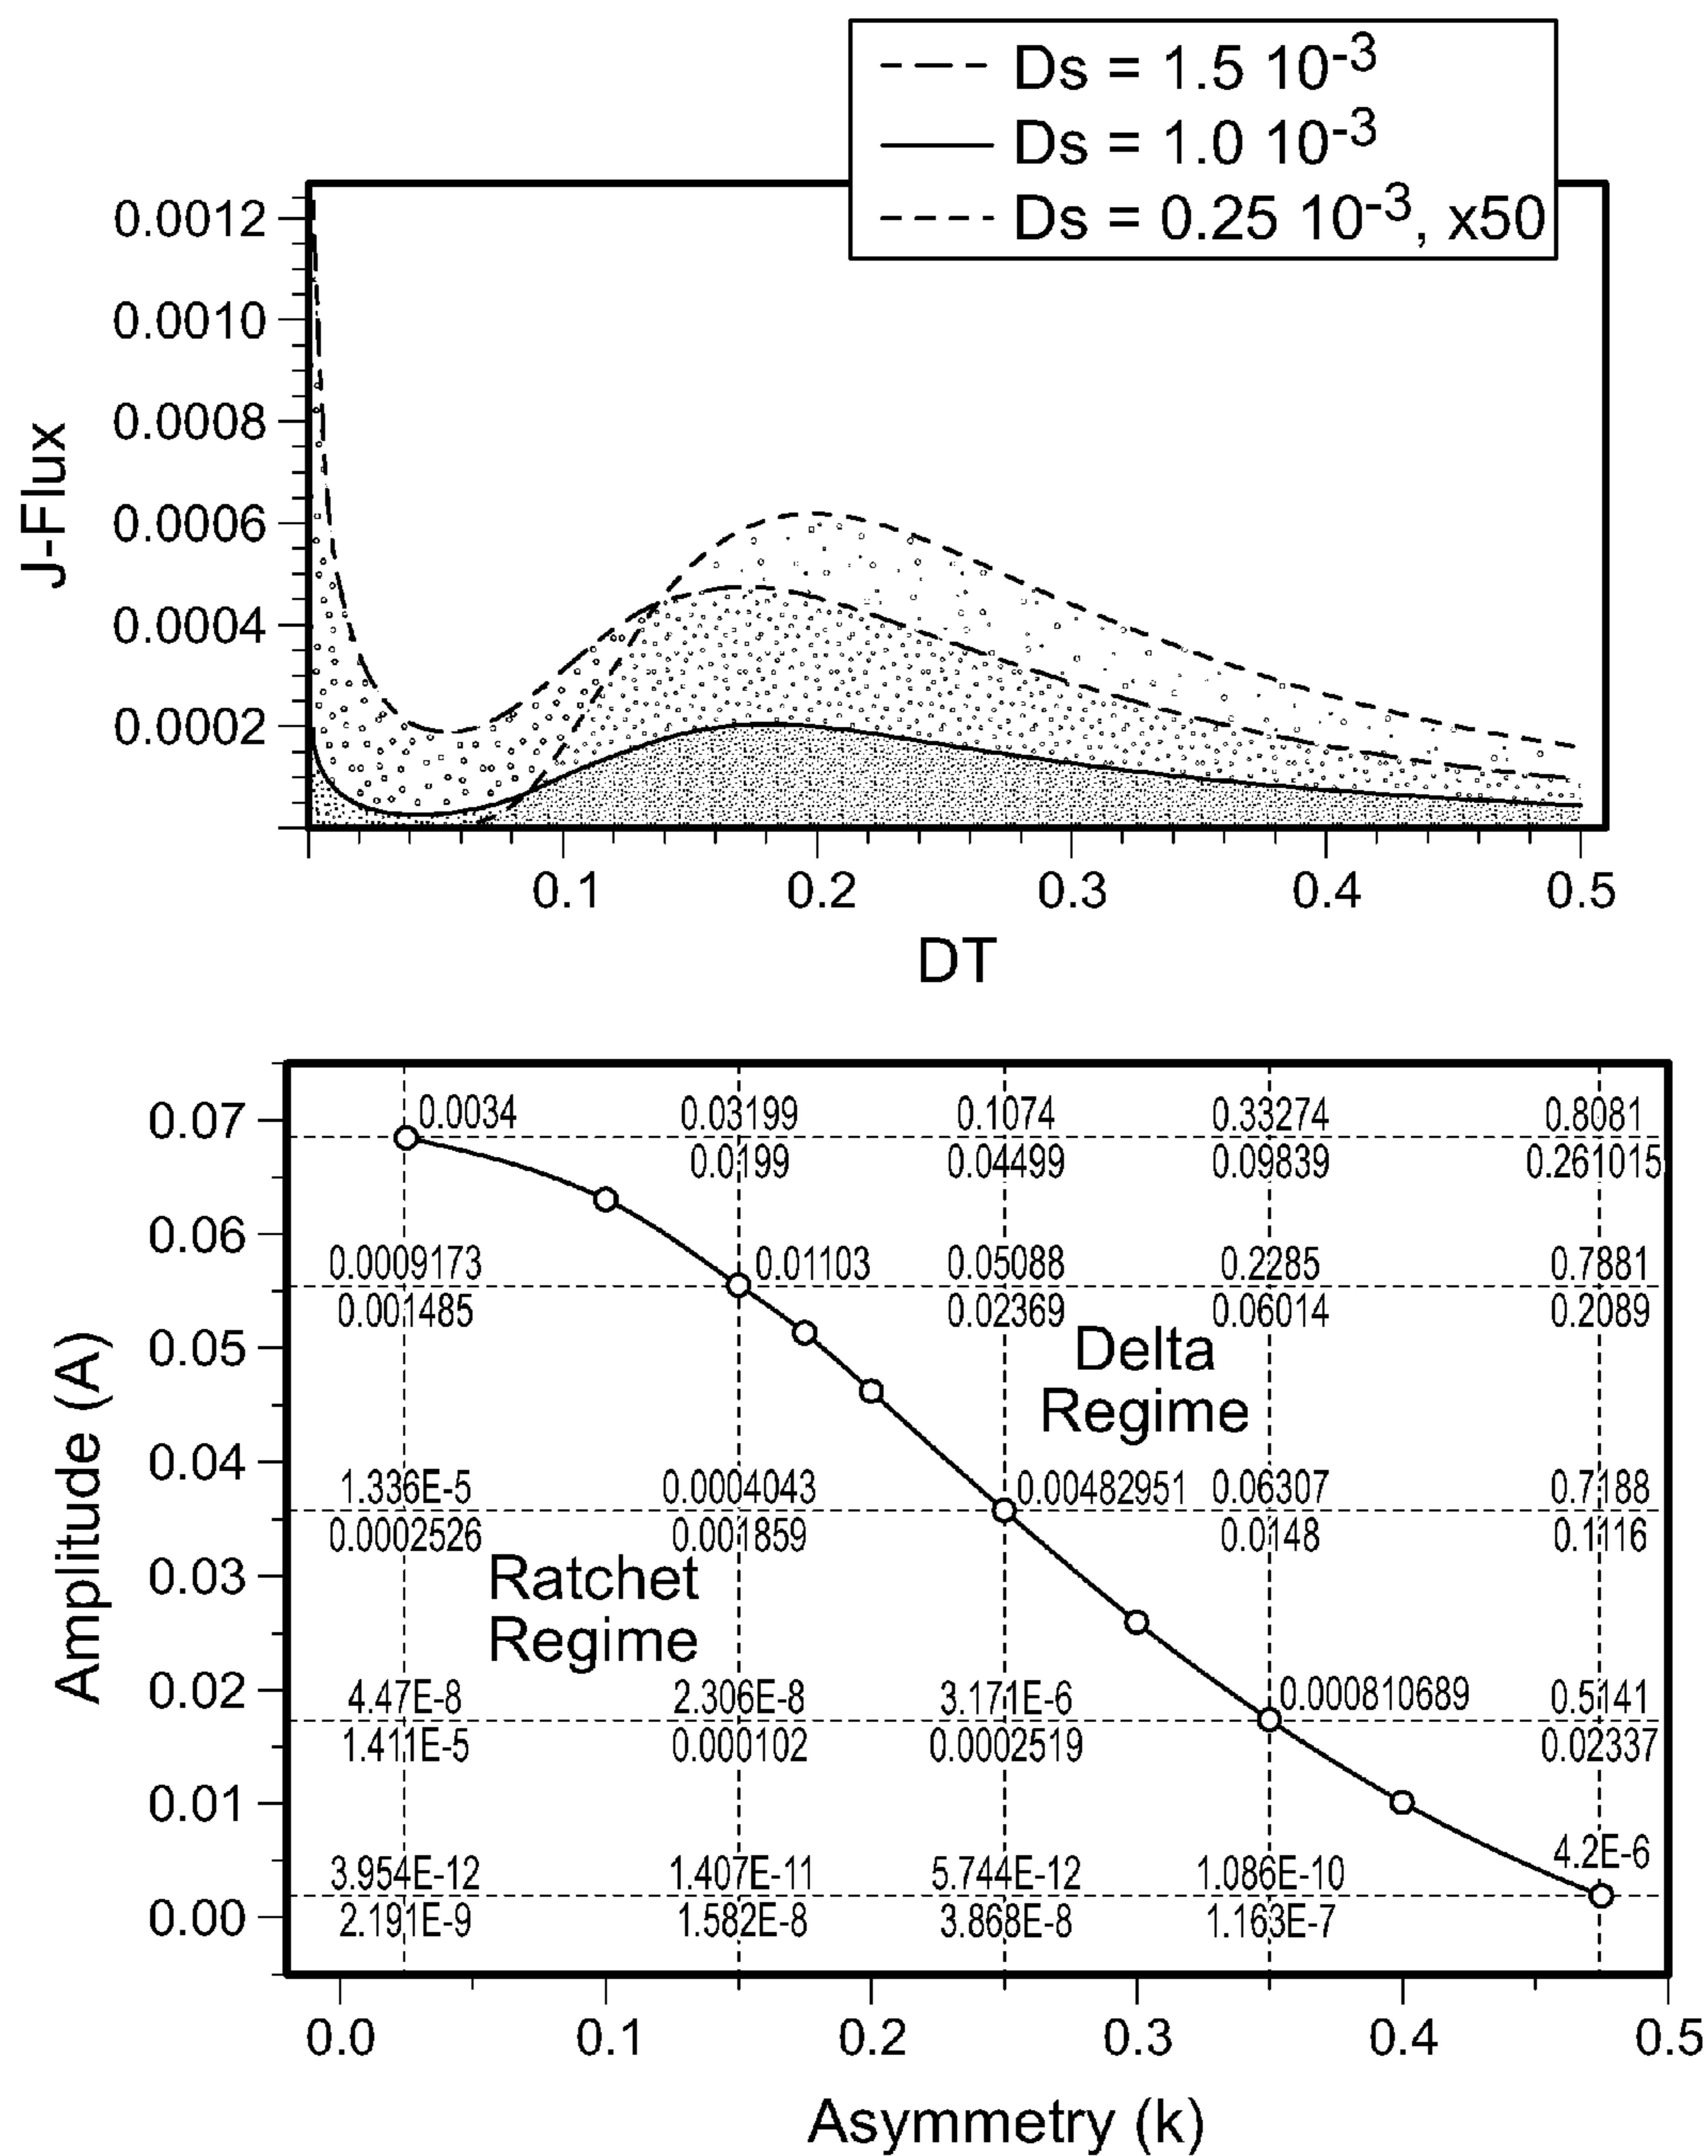 Ds = 1.5 10-3
Ds = 1.0 10-3
Ds = 0.25 10-3, x50
0.0012
0.0010
0.0008
0.0006
0.0004
0.0002
J-Flux
0.1 0.2 0.3 0.4 0.5
DT
0.07
0.06
0.05
0.04
0.03
0.02
0.01
0.00
Amplitude (A)
0.0034 0.03199 0.1074 0.33274 0.8081
0.0199 0.04499 0.09839 0.261015
0.0009173 0.01103 0.05088 0.2285 0.7881
0.001485 0.02369 0.06014 0.2089
Delta
Regime
1.336E-5 0.0004043 0.00482951 0.06307 0.7188
0.0002526 0.001859 0.0148 0.1116
Ratchet
Regime
4.47E-8 2.306E-8 3.171E-6 0.000810689 0.5141
1.411E-5 0.000102 0.0002519 0.02337
3.954E-12 1.407E-11 5.744E-12 1.086E-10 4.2E-6
2.191E-9 1.582E-8 3.868E-8 1.163E-7
0.0 0.1 0.2 0.3 0.4 0.5
Asymmetry (k)